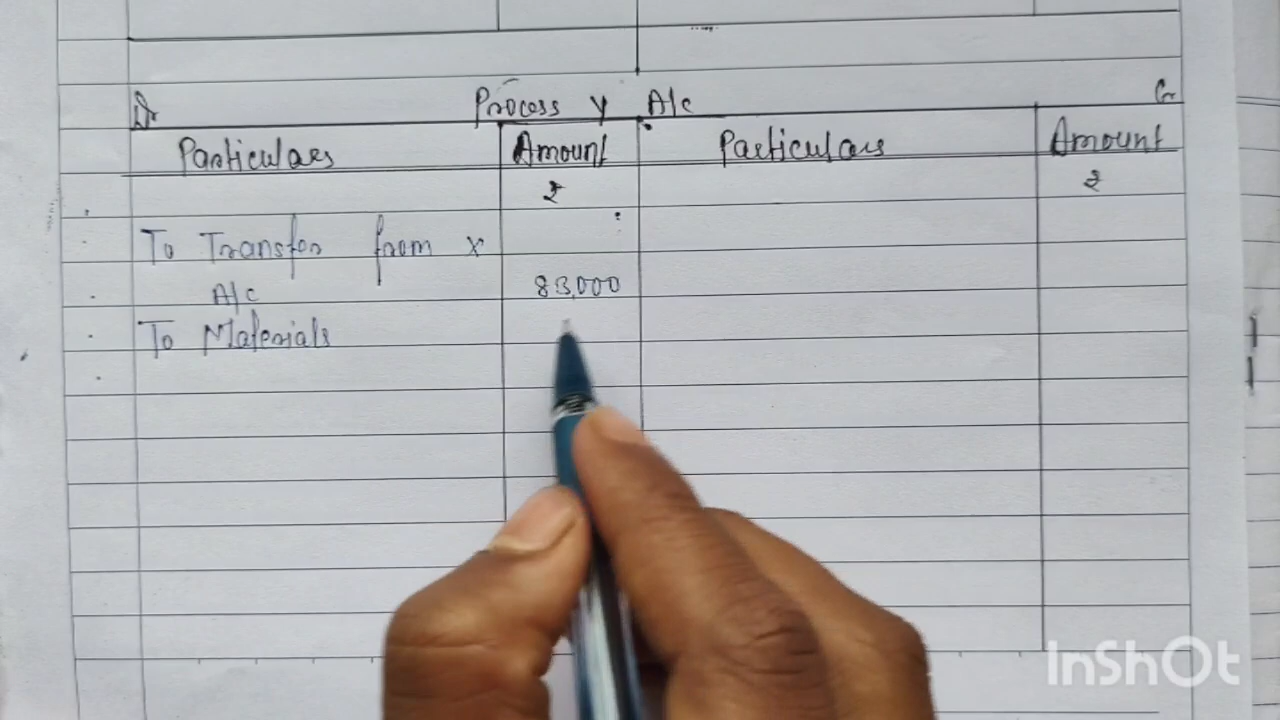 Dr Process Y A/c Cr
Particulars Amount Particulars Amount
₹ ₹
To Transfer from X
A/c 83,000
To Materials
InShOt